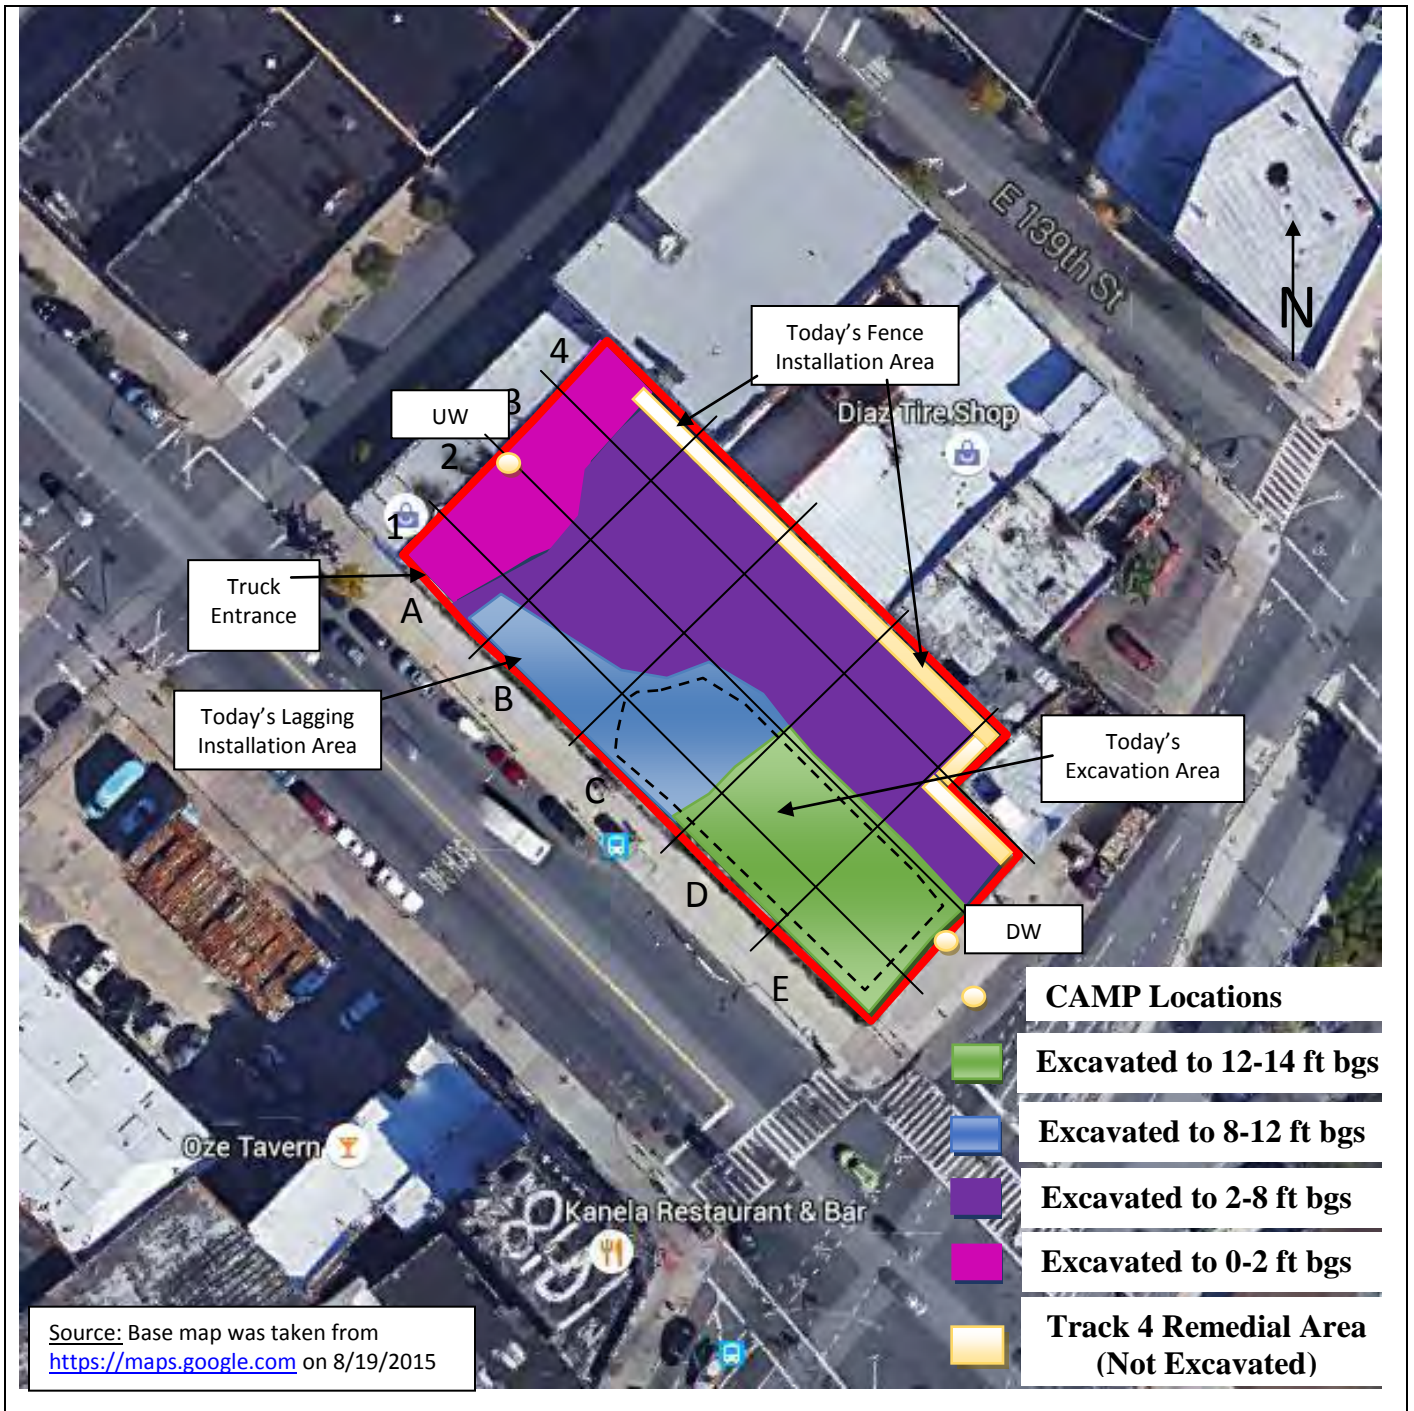 E 139th St
N
Today's Fence
Installation Area
Diaz Tire Shop
4
3
UW
2
1
Truck
Entrance
A
B
Today's Lagging
Installation Area
Today's
Excavation Area
C
D
E
DW
CAMP Locations
Excavated to 12-14 ft bgs
Excavated to 8-12 ft bgs
Excavated to 2-8 ft bgs
Excavated to 0-2 ft bgs
Track 4 Remedial Area
(Not Excavated)
Oze Tavern
Kanela Restaurant & Bar
Source: Base map was taken from
https://maps.google.com on 8/19/2015